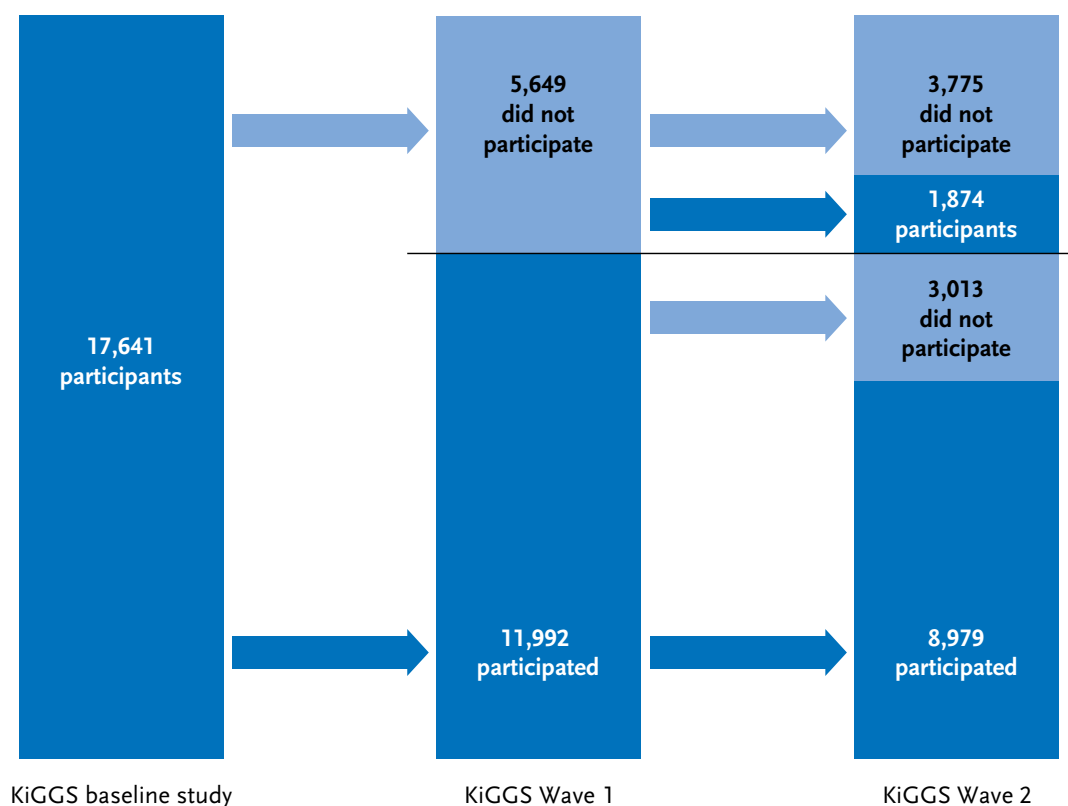 17,641
participants
5,649
did not
participate
11,992
participated
3,775
did not
participate
1,874
participants
3,013
did not
participate
8,979
participated
KiGGS baseline study
KiGGS Wave 1
KiGGS Wave 2